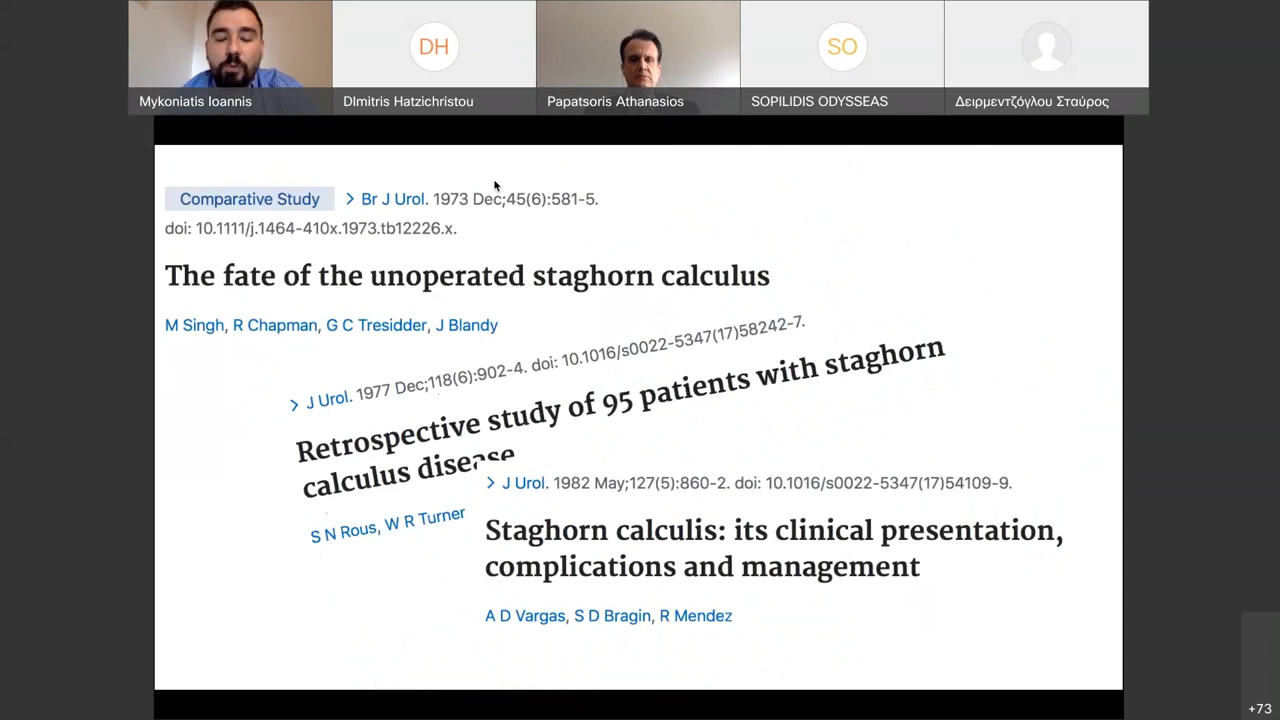 DH
SO
Mykoniatis Ioannis
DImitris Hatzichristou
Papatsoris Athanasios
SOPILIDIS ODYSSEAS
Δειρμεντζόγλου Σταύρος
Comparative Study > Br J Urol. 1973 Dec;45(6):581-5.
doi: 10.1111/j.1464-410x.1973.tb12226.x.
The fate of the unoperated staghorn calculus
M Singh, R Chapman, G C Tresidder, J Blandy
> J Urol. 1977 Dec;118(6):902-4. doi: 10.1016/s0022-5347(17)58242-7.
Retrospective study of 95 patients with staghorn
calculus disease
S N Rous, W R Turner
> J Urol. 1982 May;127(5):860-2. doi: 10.1016/s0022-5347(17)54109-9.
Staghorn calculis: its clinical presentation,
complications and management
A D Vargas, S D Bragin, R Mendez
+73